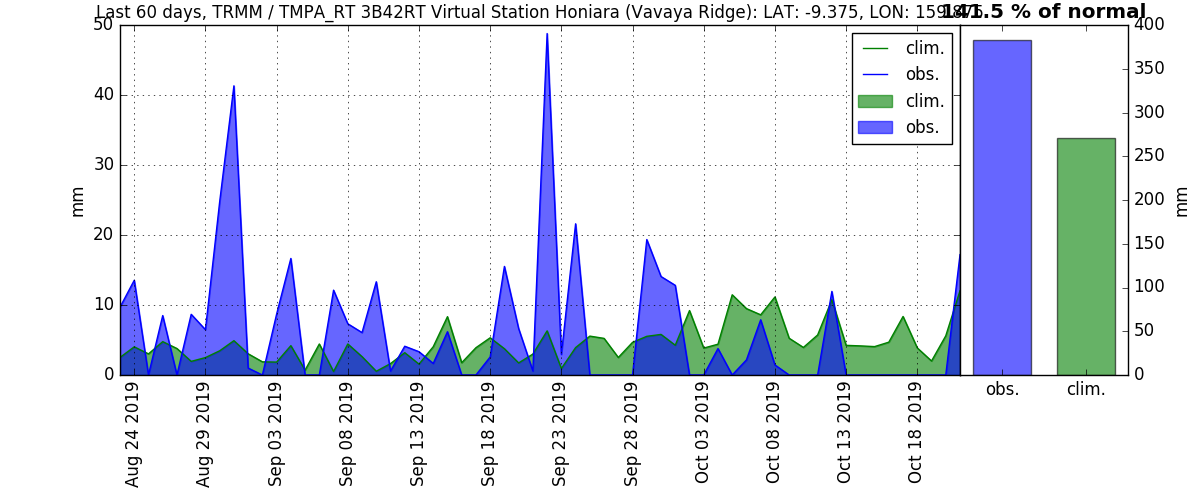 Last 60 days, TRMM / TMPA_RT 3B42RT Virtual Station Honiara (Vavaya Ridge): LAT: -9.375, LON:
141.5 % of normal
50
40
30
20
10
0
mm
clim.
obs.
clim.
obs.
Aug 24 2019
Aug 29 2019
Sep 03 2019
Sep 08 2019
Sep 13 2019
Sep 18 2019
Sep 23 2019
Sep 28 2019
Oct 03 2019
Oct 08 2019
Oct 13 2019
Oct 18 2019
400
350
300
250
200
150
100
50
0
mm
obs.
clim.